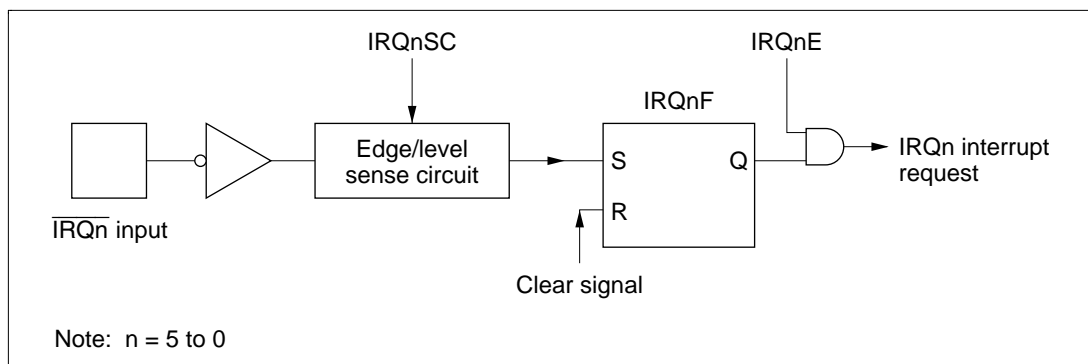 IRQnSC
IRQnE
IRQnF
Edge/level
sense circuit
S
Q
R
IRQn interrupt
request
IRQn input
Clear signal
Note: n = 5 to 0